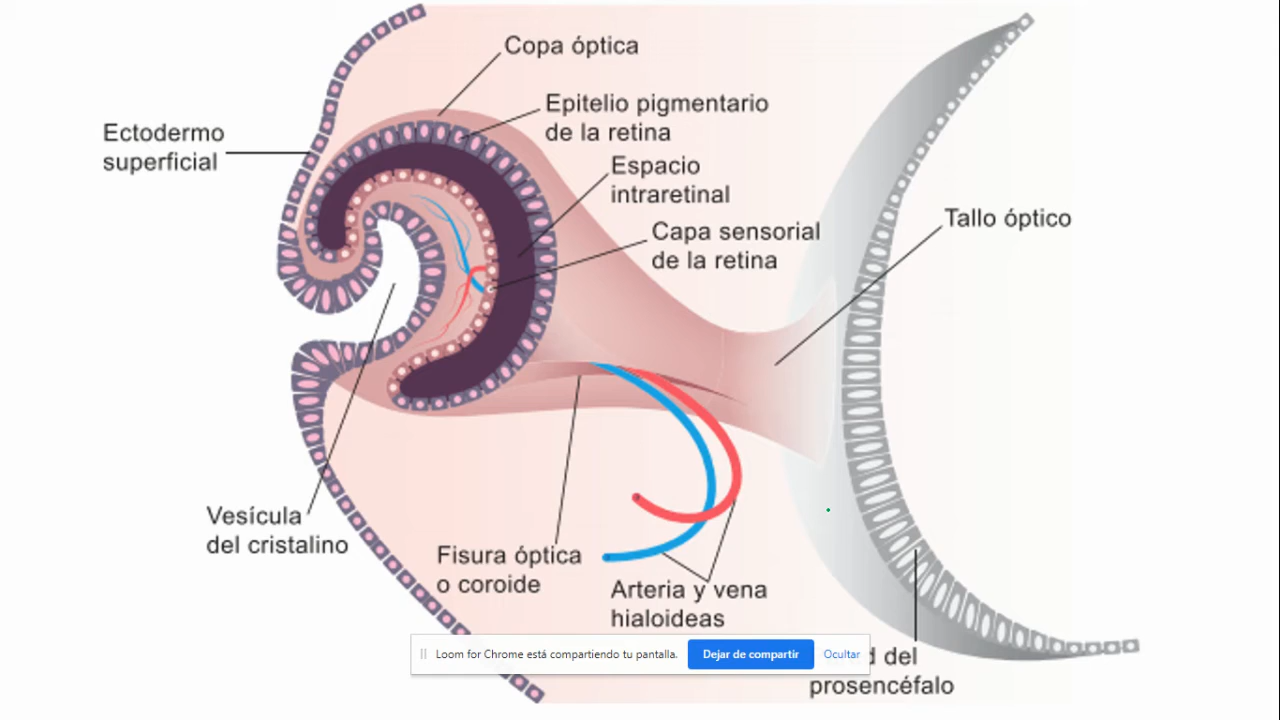 Copa óptica
Epitelio pigmentario
de la retina
Ectodermo
superficial
Espacio
intraretinal
Capa sensorial
de la retina
Tallo óptico
Vesícula
del cristalino
Fisura óptica
o coroide
Arteria y vena
hialoideas
Loom for Chrome está compartiendo tu pantalla.
Dejar de compartir
Ocultar
del
prosencéfalo